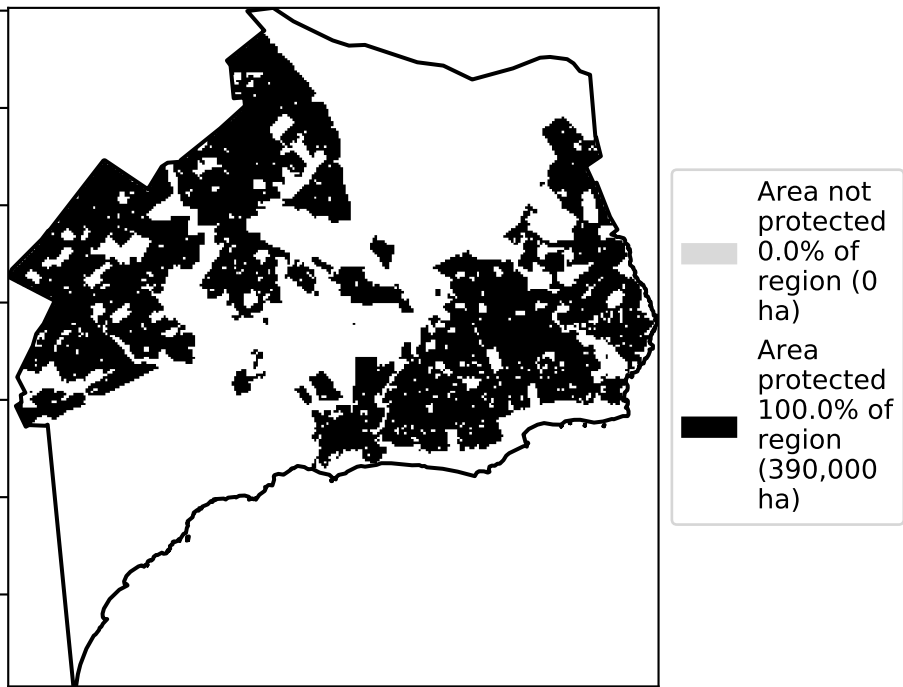 Area not
protected
0.0% of
region (0
ha)
Area
protected
100.0% of
region
(390,000
ha)